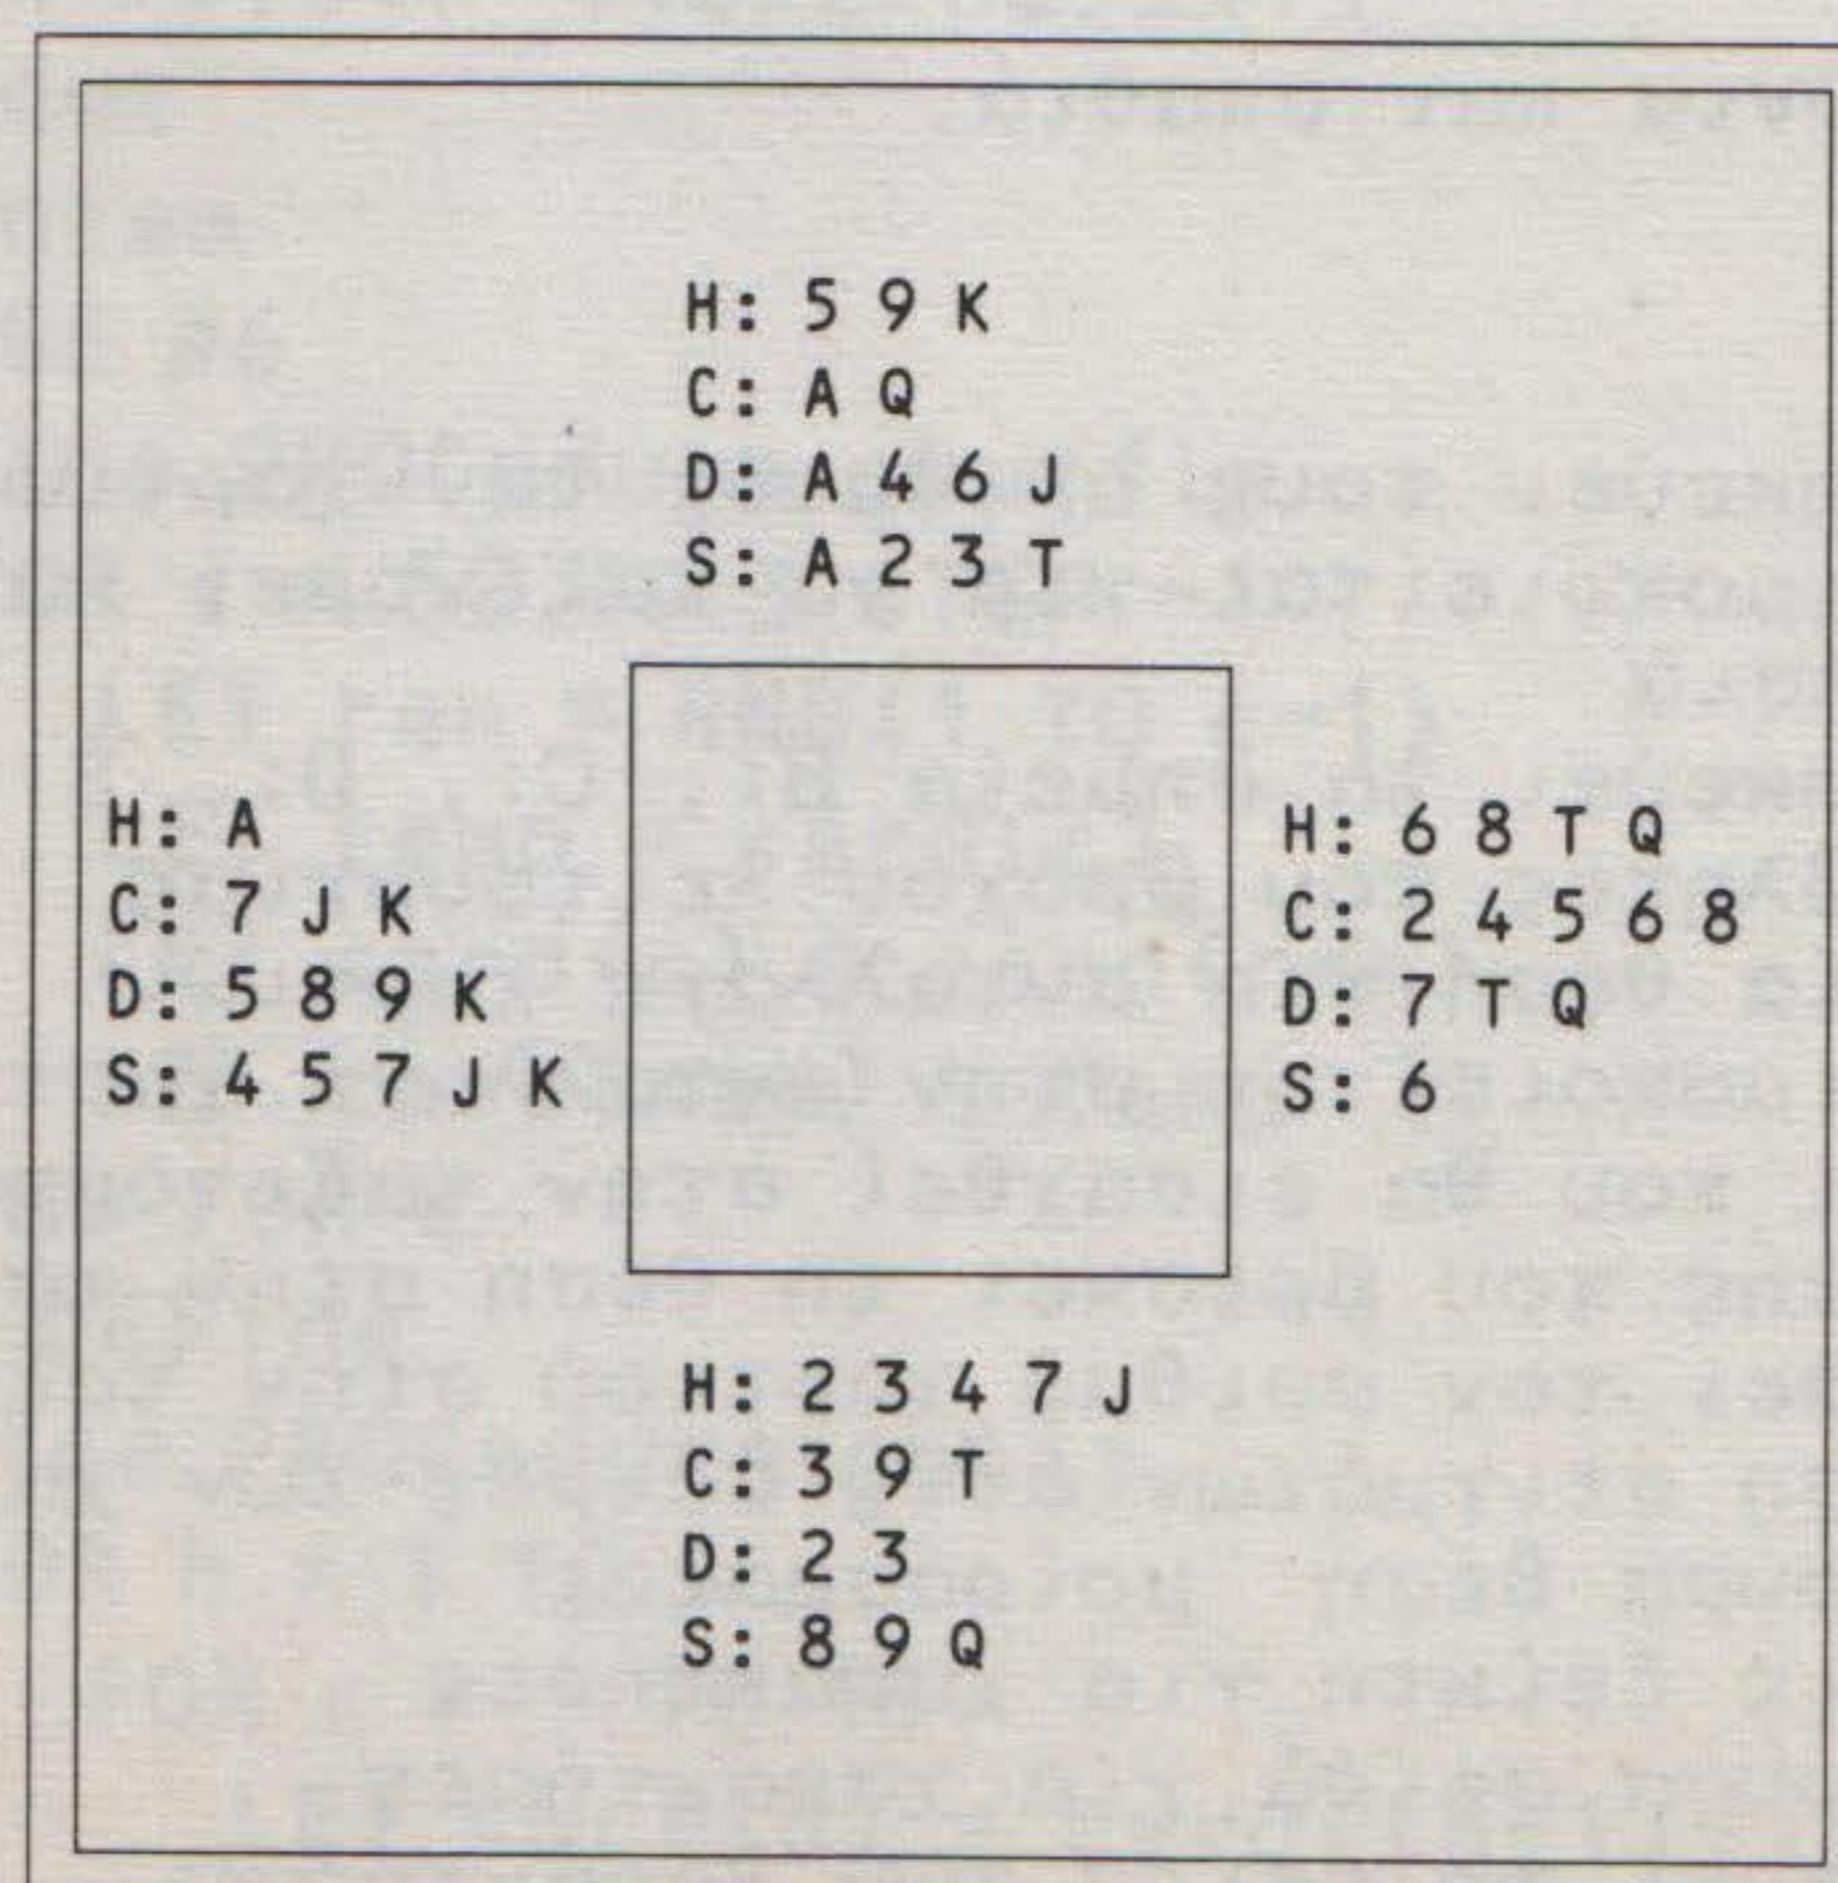 H: 5 9 K
C: A Q
D: A 4 6 J
S: A 2 3 T
H: A
C: 7 J K
D: 5 8 9 K
S: 4 5 7 J K
H: 6 8 T Q
C: 2 4 5 6 8
D: 7 T Q
S: 6
H: 2 3 4 7 J
C: 3 9 T
D: 2 3
S: 8 9 Q